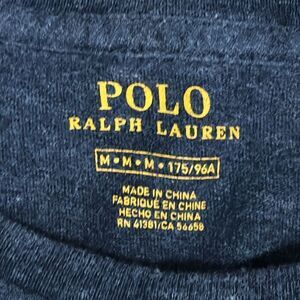 POLO
RALPH LAUREN
M•M•M•175/96A
MADE IN CHINA
FABRIQUÉ EN CHINE
HECHO EN CHINA
RN 41381/CA 56658